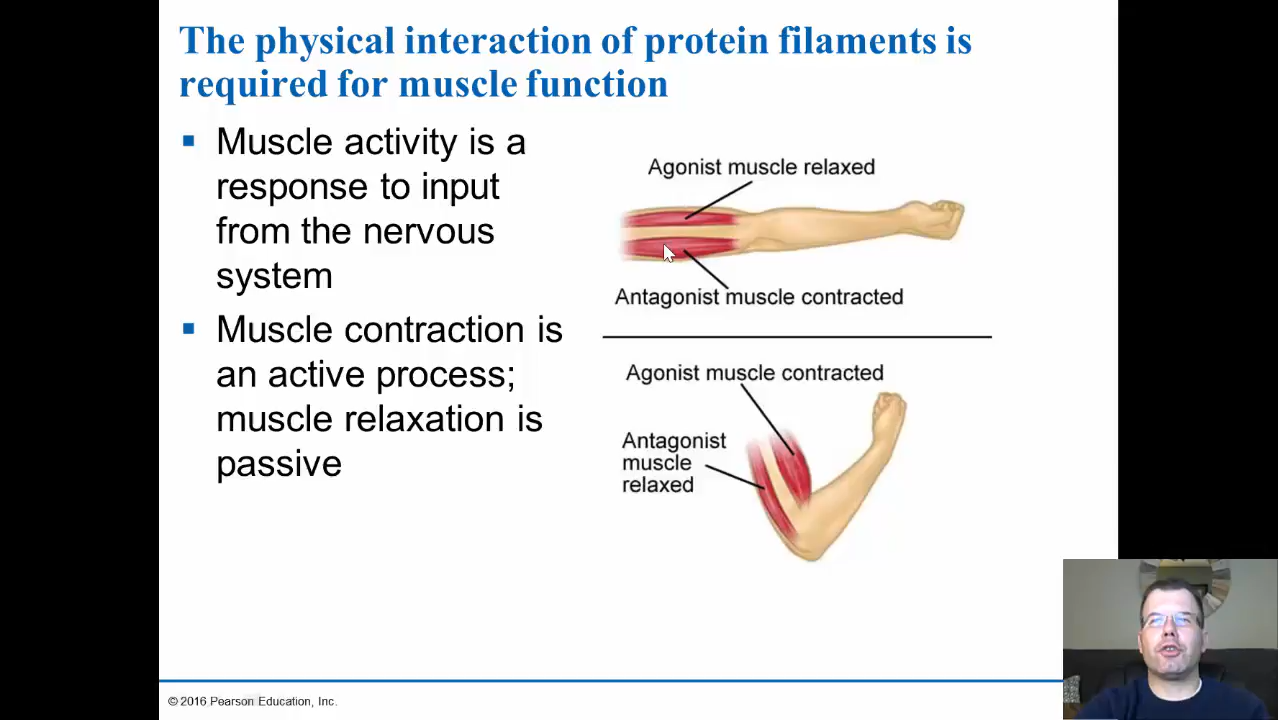 The physical interaction of protein filaments is
required for muscle function
Muscle activity is a
response to input
from the nervous
system
Muscle contraction is
an active process;
muscle relaxation is
passive
Agonist muscle relaxed
Antagonist muscle contracted
Agonist muscle contracted
Antagonist
muscle
relaxed
© 2016 Pearson Education, Inc.